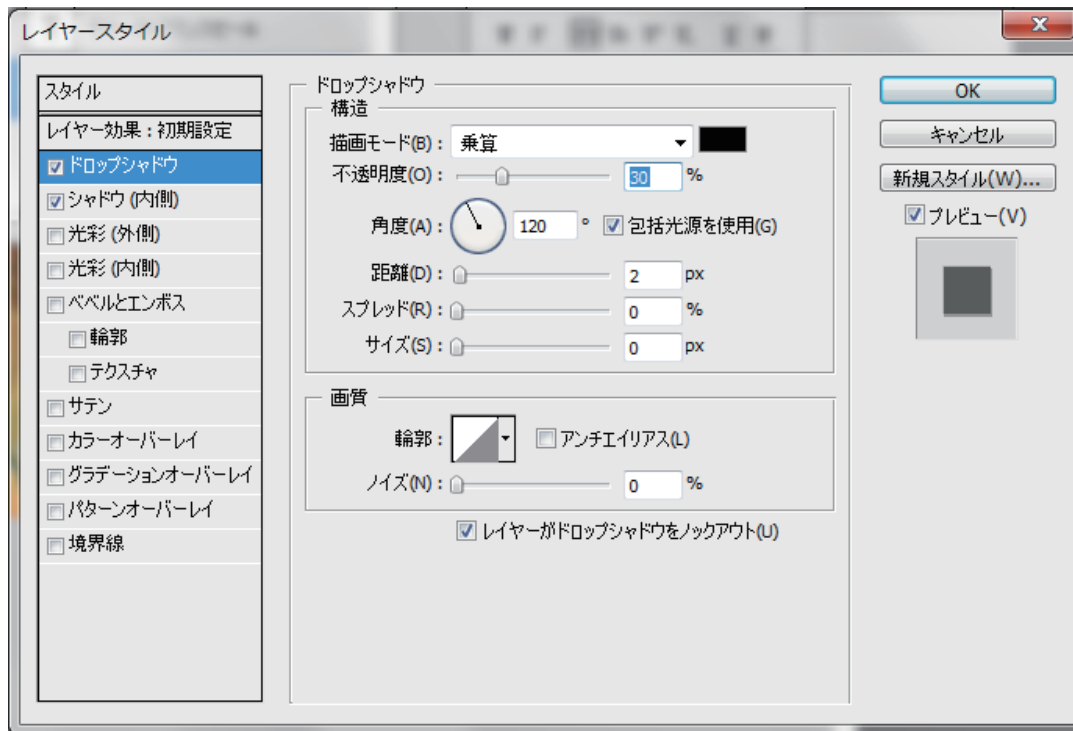 レイヤースタイル
スタイル
レイヤー効果：初期設定
ドロップシャドウ
シャドウ (内側)
光彩 (外側)
光彩 (内側)
べベルとエンボス
輪郭
テクスチャ
サテン
カラーオーバーレイ
グラデーションオーバーレイ
パターンオーバーレイ
境界線
ドロップシャドウ
構造
描画モード(B)： 乗算
不透明度(O)： 30 %
角度(A)： 120 ° 包括光源を使用(G)
距離(D)： 2 px
スプレッド(R)： 0 %
サイズ(S)： 0 px
画質
輪郭： アンチエイリアス(L)
ノイズ(N)： 0 %
レイヤーがドロップシャドウをノックアウト(U)
OK
キャンセル
新規スタイル(W)...
プレビュー(V)